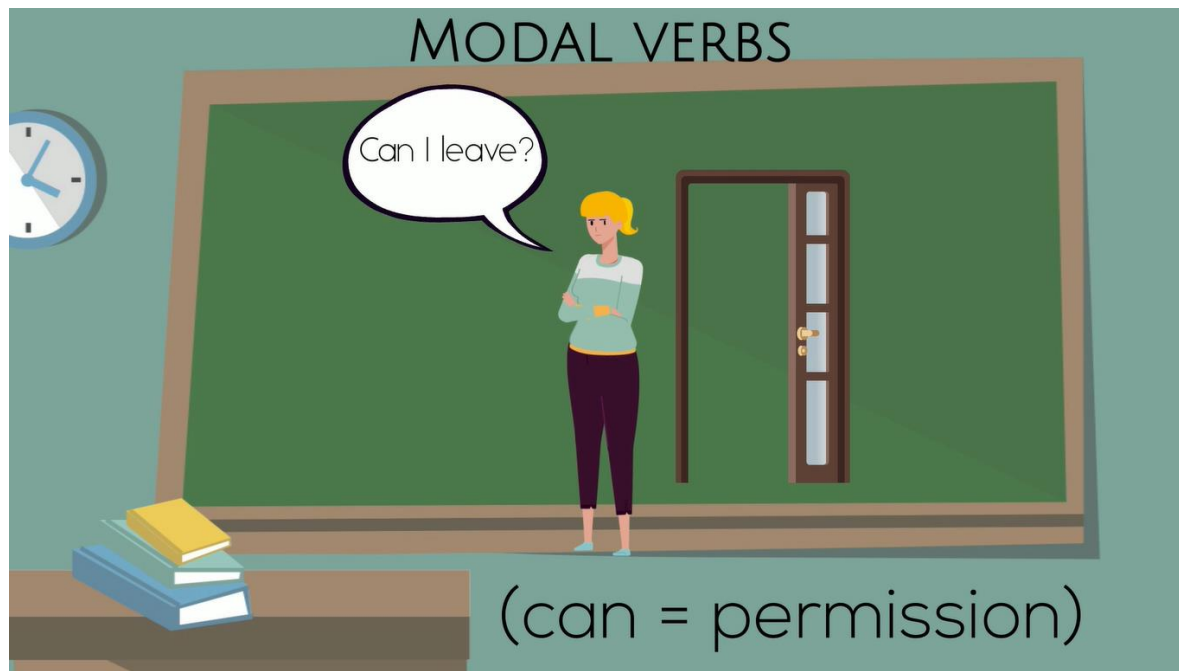 MODAL VERBS
Can I leave?
(can = permission)